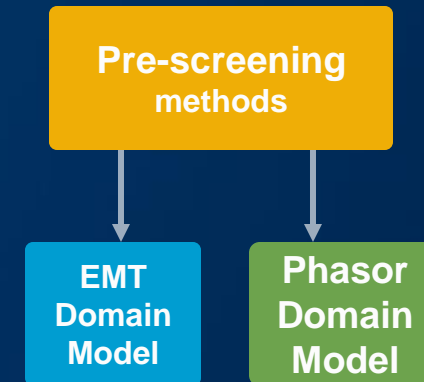 Pre-screening
methods
EMT
Domain
Model
Phasor
Domain
Model